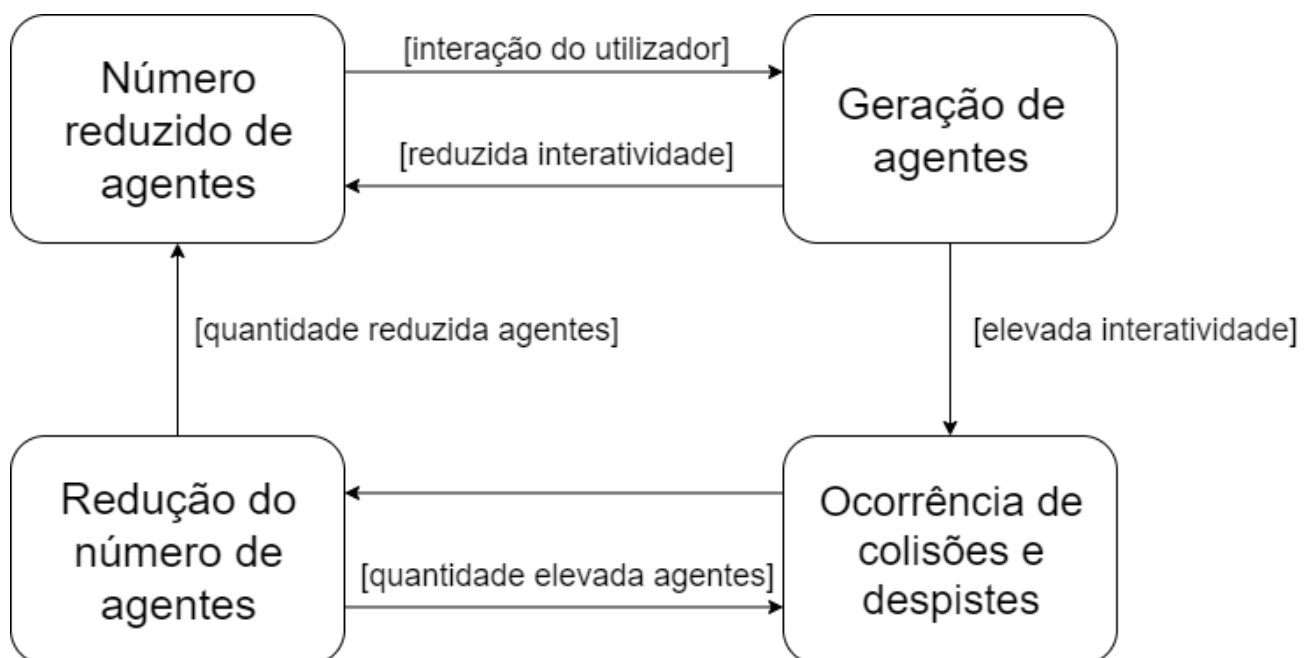 Número
reduzido de
agentes
[interação do utilizador]
[reduzida interatividade]
Geração de
agentes
[quantidade reduzida agentes]
[elevada interatividade]
Redução do
número de
agentes
[quantidade elevada agentes]
Ocorrência de
colisões e
despistes